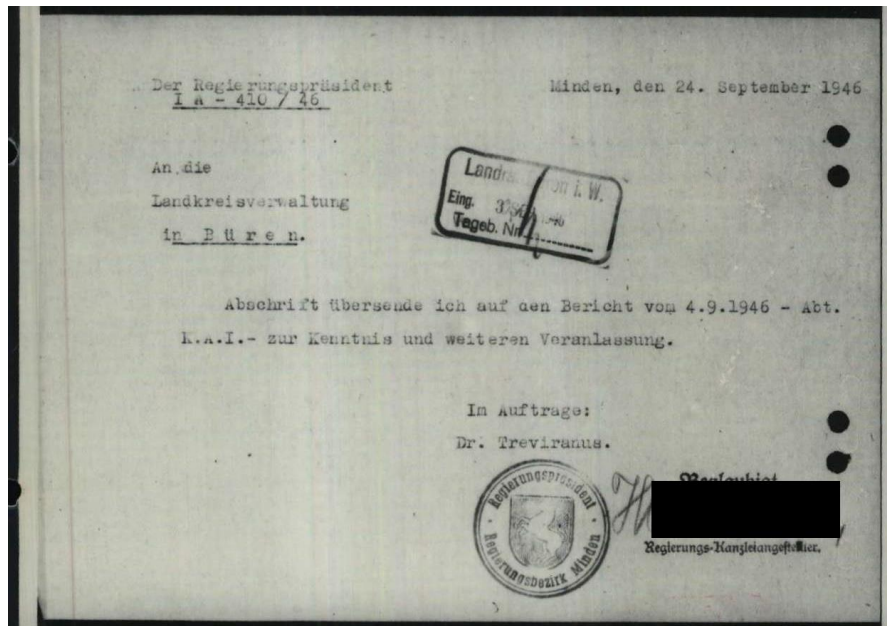 Der Regierungspräsident
I A - 410 / 46
Minden, den 24. September 1946
An die
Landkreisverwaltung
in Büren.
Eing.
Tageb. Nr.
Abschrift übersende ich auf den Bericht vom 4.9.1946 - Abt.
K.A.I.- zur Kenntnis und weiteren Veranlassung.
Im Auftrage:
Dr. Treviranus.
Regierungspräsident
Regierungsbezirk Minden
Beglaubigt
Regierungs-Kanzleiangestellter.